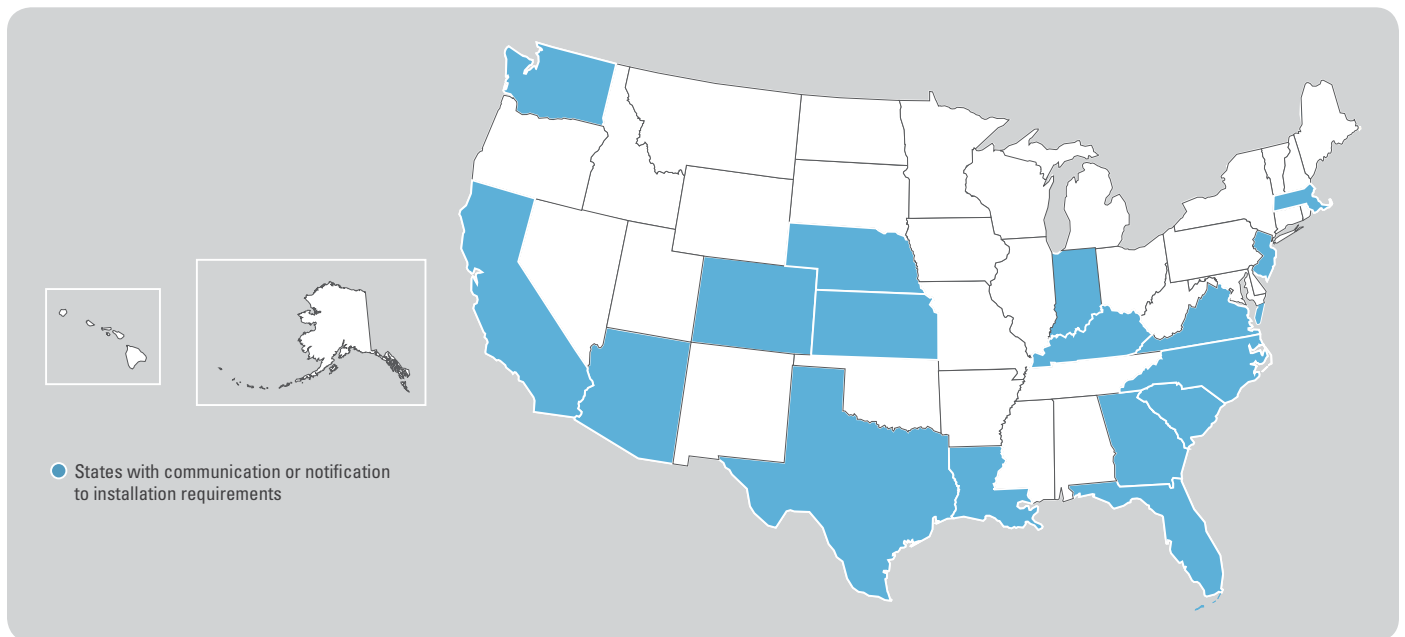 States with communication or notification
to installation requirements